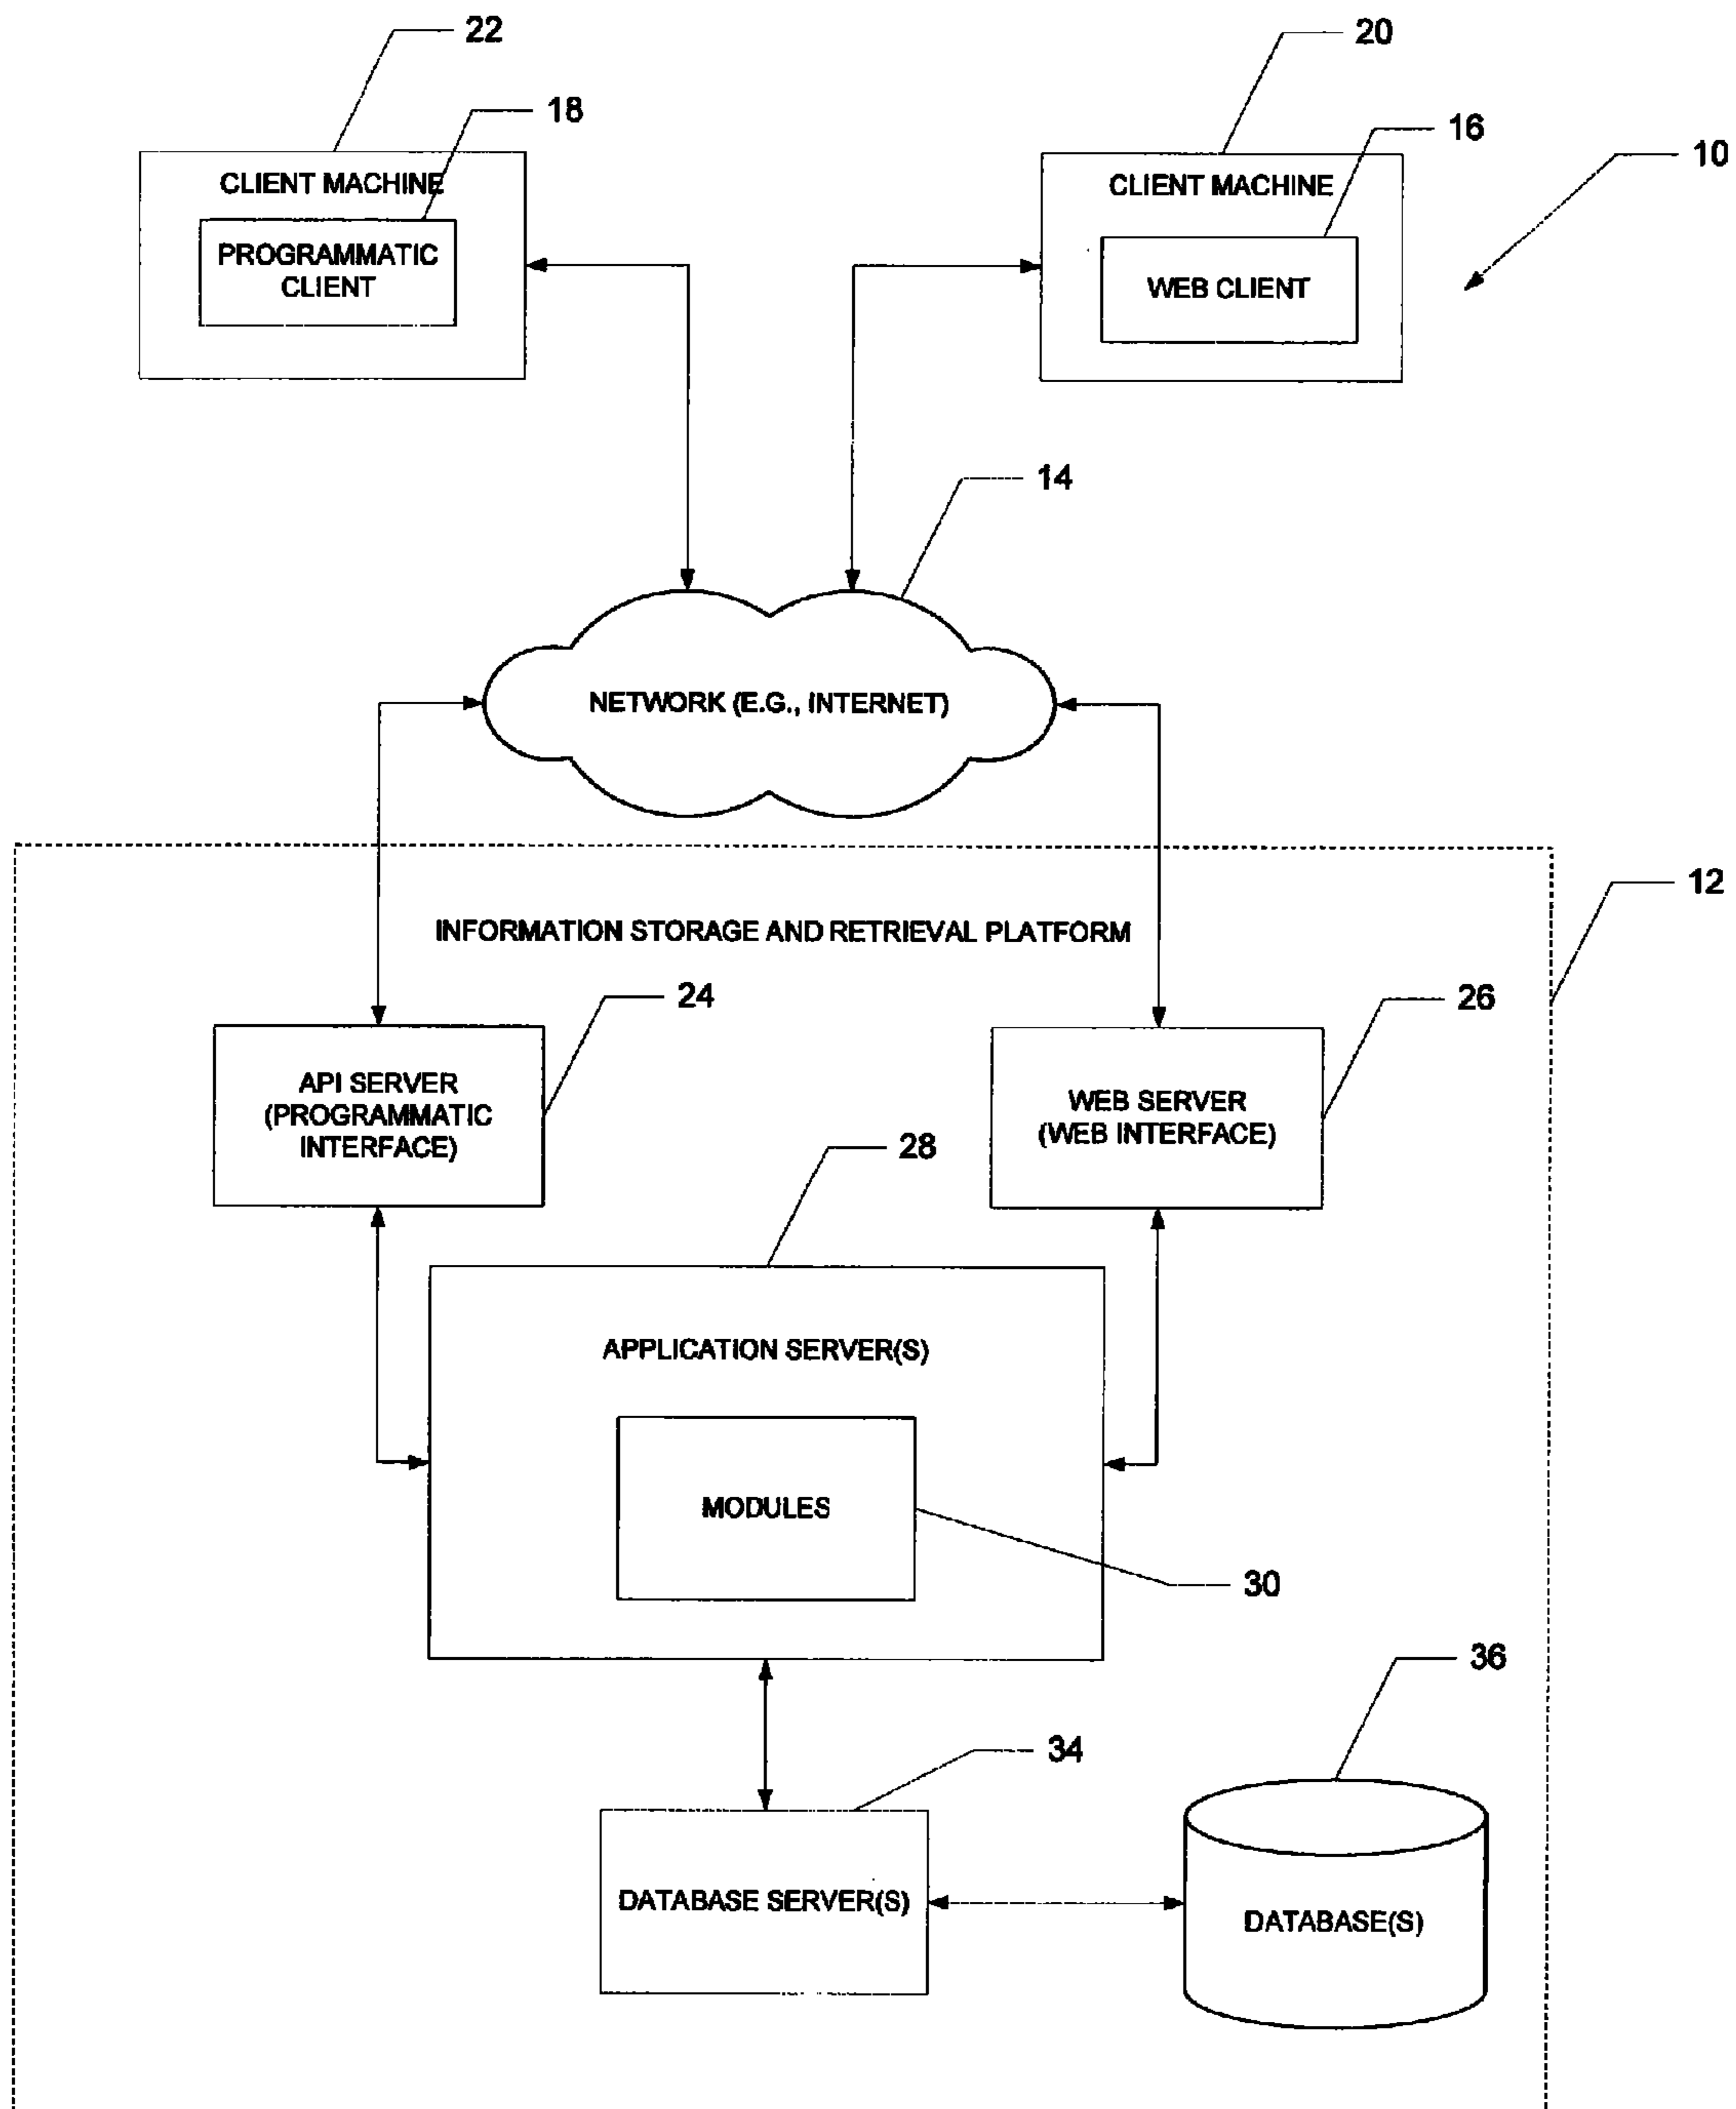 22
20
18
16
10
CLIENT MACHINE
CLIENT MACHINE
PROGRAMMATIC
CLIENT
WEB CLIENT
14
NETWORK (E.G., INTERNET)
12
INFORMATION STORAGE AND RETRIEVAL PLATFORM
24
26
API SERVER
(PROGRAMMATIC
INTERFACE)
WEB SERVER
(WEB INTERFACE)
28
APPLICATION SERVER(S)
MODULES
30
36
34
DATABASE SERVER(S)
DATABASE(S)